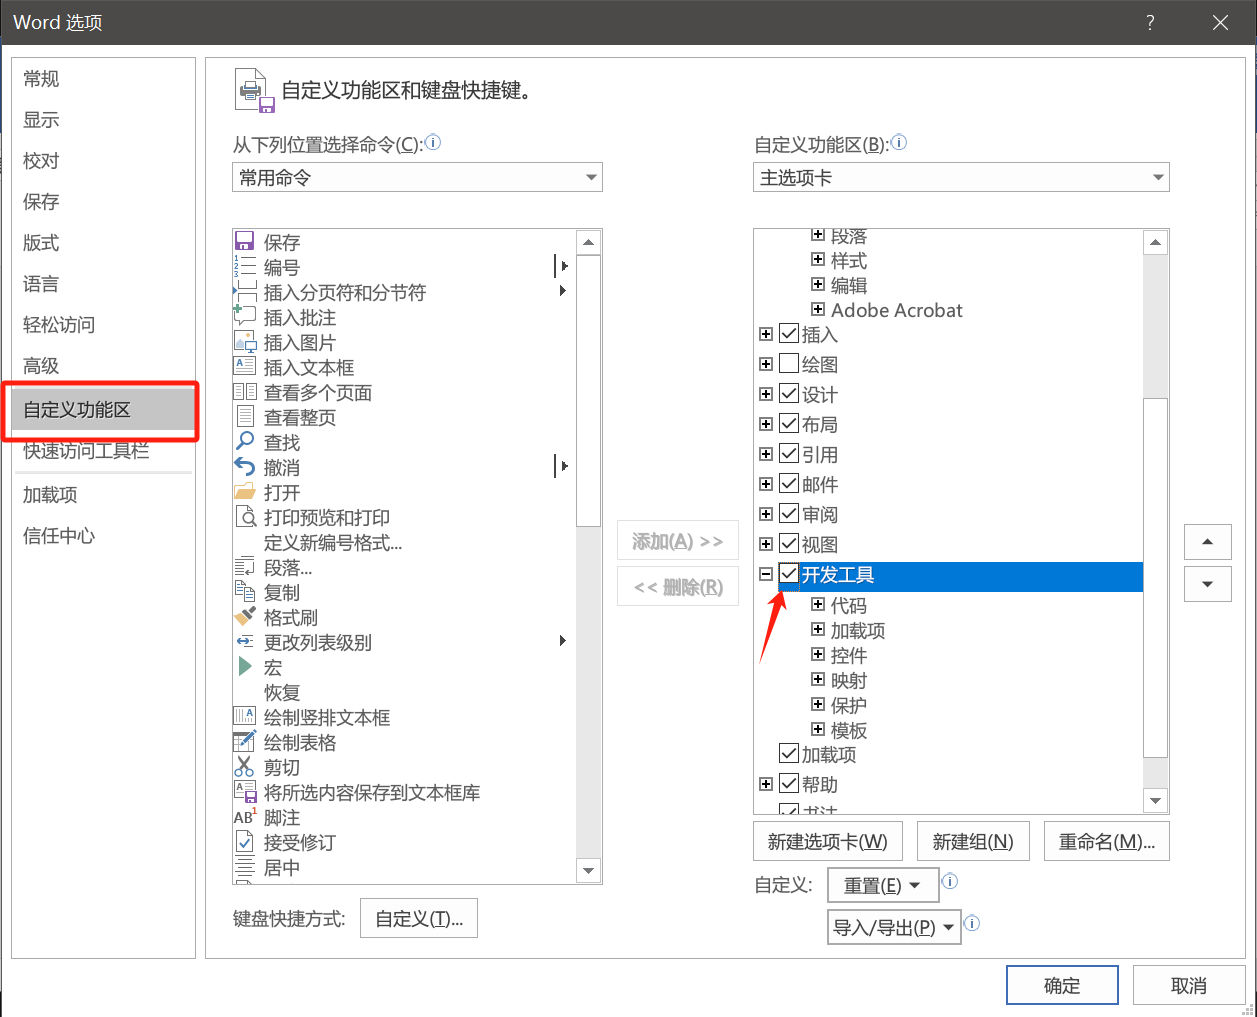 Word 选项
?
常规
显示
校对
保存
版式
语言
轻松访问
高级
自定义功能区
快速访问工具栏
加载项
信任中心
自定义功能区和键盘快捷键。
从下列位置选择命令(C):
常用命令
保存
编号
插入分页符和分节符
插入批注
插入图片
插入文本框
查看多个页面
查看整页
查找
撤消
打开
打印预览和打印
定义新编号格式...
段落...
复制
格式刷
更改列表级别
宏
恢复
绘制竖排文本框
绘制表格
剪切
将所选内容保存到文本框库
AB1 脚注
接受修订
居中
键盘快捷方式: 自定义(T)...
添加(A) >>
<< 删除(R)
自定义功能区(B):
主选项卡
段落
样式
编辑
Adobe Acrobat
插入
绘图
设计
布局
引用
邮件
审阅
视图
开发工具
代码
加载项
控件
映射
保护
模板
加载项
帮助
书法
新建选项卡(W) 新建组(N) 重命名(M)...
自定义: 重置(E)
导入/导出(P)
确定 取消